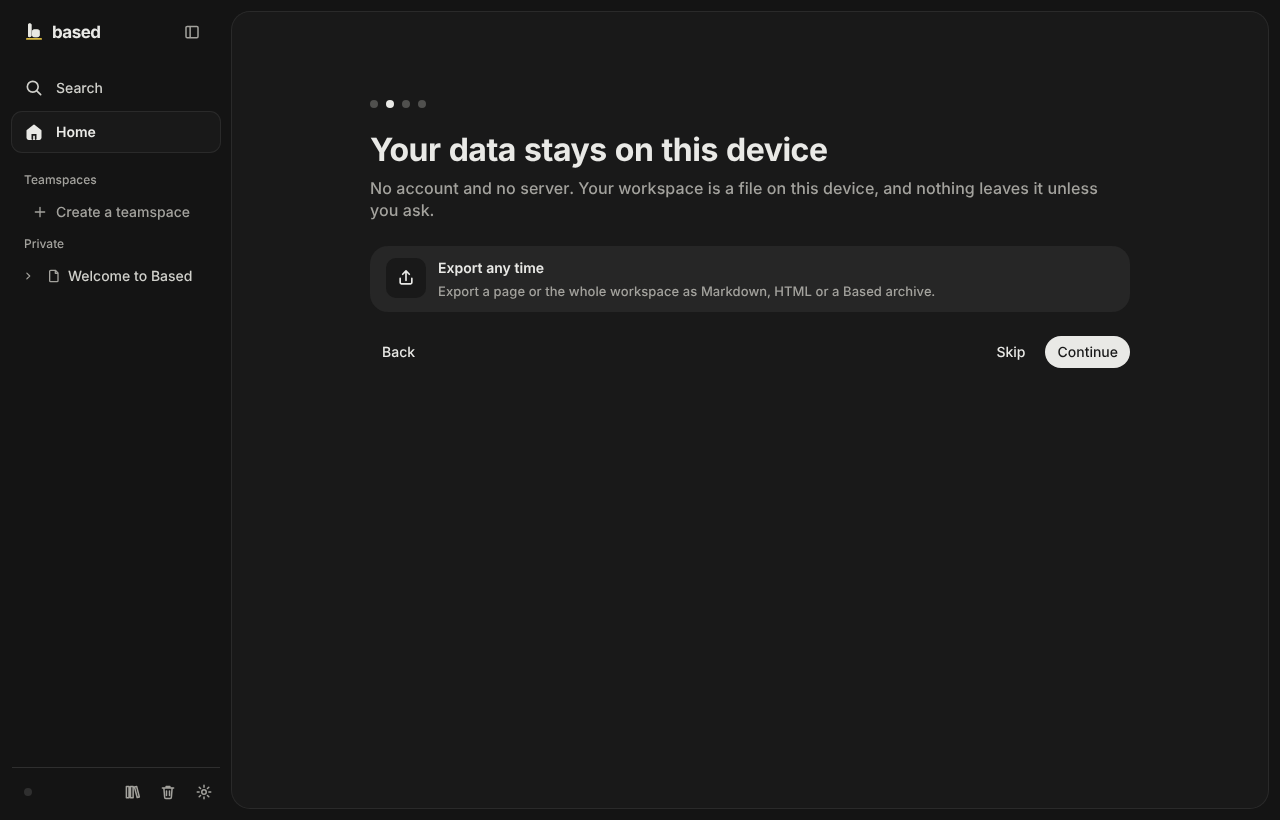 based
Search
Home
Teamspaces
Create a teamspace
Private
Welcome to Based
Your data stays on this device
No account and no server. Your workspace is a file on this device, and nothing leaves it unless
you ask.
Export any time
Export a page or the whole workspace as Markdown, HTML or a Based archive.
Back
Skip
Continue